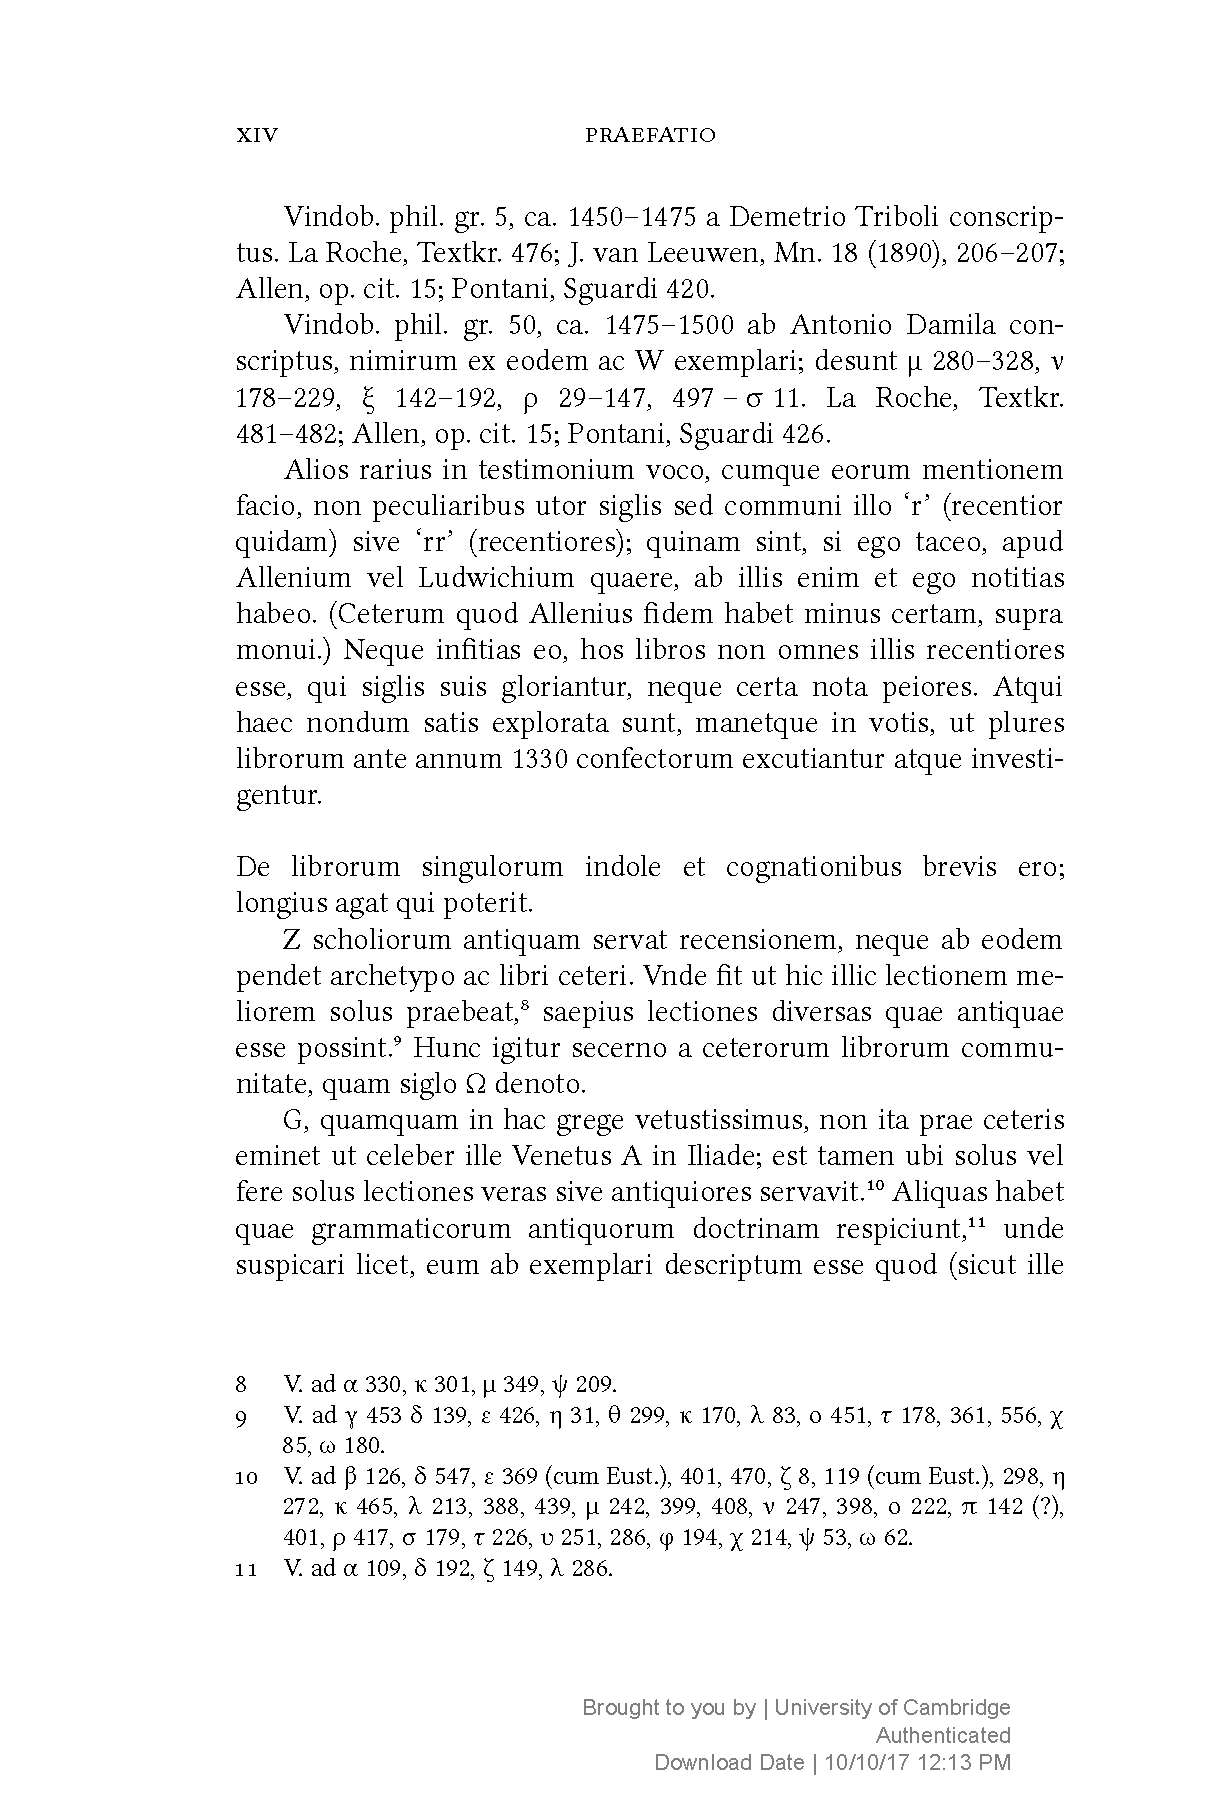 XIV PRAEFATIO
Vindob. phil. gr. 5, ca. 1450–1475 a Demetrio Triboli conscrip-
tus. La Roche, Textkr. 476; J. van Leeuwen, Mn. 18 (1890), 206–207;
Allen, op. cit. 15; Pontani, Sguardi 420.
Vindob. phil. gr. 50, ca. 1475–1500 ab Antonio Damila con-
scriptus, nimirum ex eodem ac W exemplari; desunt μ 280–328, ν
178–229, ξ 142–192, ρ 29–147, 497 – σ 11. La Roche, Textkr.
481–482; Allen, op. cit. 15; Pontani, Sguardi 426.
Alios rarius in testimonium voco, cumque eorum mentionem
facio, non peculiaribus utor siglis sed communi illo ‘r’ (recentior
quidam) sive ‘rr’ (recentiores); quinam sint, si ego taceo, apud
Allenium vel Ludwichium quaere, ab illis enim et ego notitias
habeo. (Ceterum quod Allenius fidem habet minus certam, supra
monui.) Neque infitias eo, hos libros non omnes illis recentiores
esse, qui siglis suis gloriantur, neque certa nota peiores. Atqui
haec nondum satis explorata sunt, manetque in votis, ut plures
librorum ante annum 1330 confectorum excutiantur atque investi-
gentur.
De librorum singulorum indole et cognationibus brevis ero;
longius agat qui poterit.
Z scholiorum antiquam servat recensionem, neque ab eodem
pendet archetypo ac libri ceteri. Vnde fit ut hic illic lectionem me-
liorem solus praebeat,⁸ saepius lectiones diversas quae antiquae
esse possint.⁹ Hunc igitur secerno a ceterorum librorum commu-
nitate, quam siglo Ω denoto.
G, quamquam in hac grege vetustissimus, non ita prae ceteris
eminet ut celeber ille Venetus A in Iliade; est tamen ubi solus vel
fere solus lectiones veras sive antiquiores servavit.¹⁰ Aliquas habet
quae grammaticorum antiquorum doctrinam respiciunt,¹¹ unde
suspicari licet, eum ab exemplari descriptum esse quod (sicut ille
8 V. ad α 330, κ 301, μ 349, ψ 209.
9 V. ad γ 453 δ 139, ε 426, η 31, θ 299, κ 170, λ 83, ο 451, τ 178, 361, 556, χ
85, ω 180.
10 V. ad β 126, δ 547, ε 369 (cum Eust.), 401, 470, ζ 8, 119 (cum Eust.), 298, η
272, κ 465, λ 213, 388, 439, μ 242, 399, 408, ν 247, 398, ο 222, π 142 (?),
401, ρ 417, σ 179, τ 226, υ 251, 286, φ 194, χ 214, ψ 53, ω 62.
11 V. ad α 109, δ 192, ζ 149, λ 286.
Brought to you by | University of Cambridge
Authenticated
Download Date | 10/10/17 12:13 PM